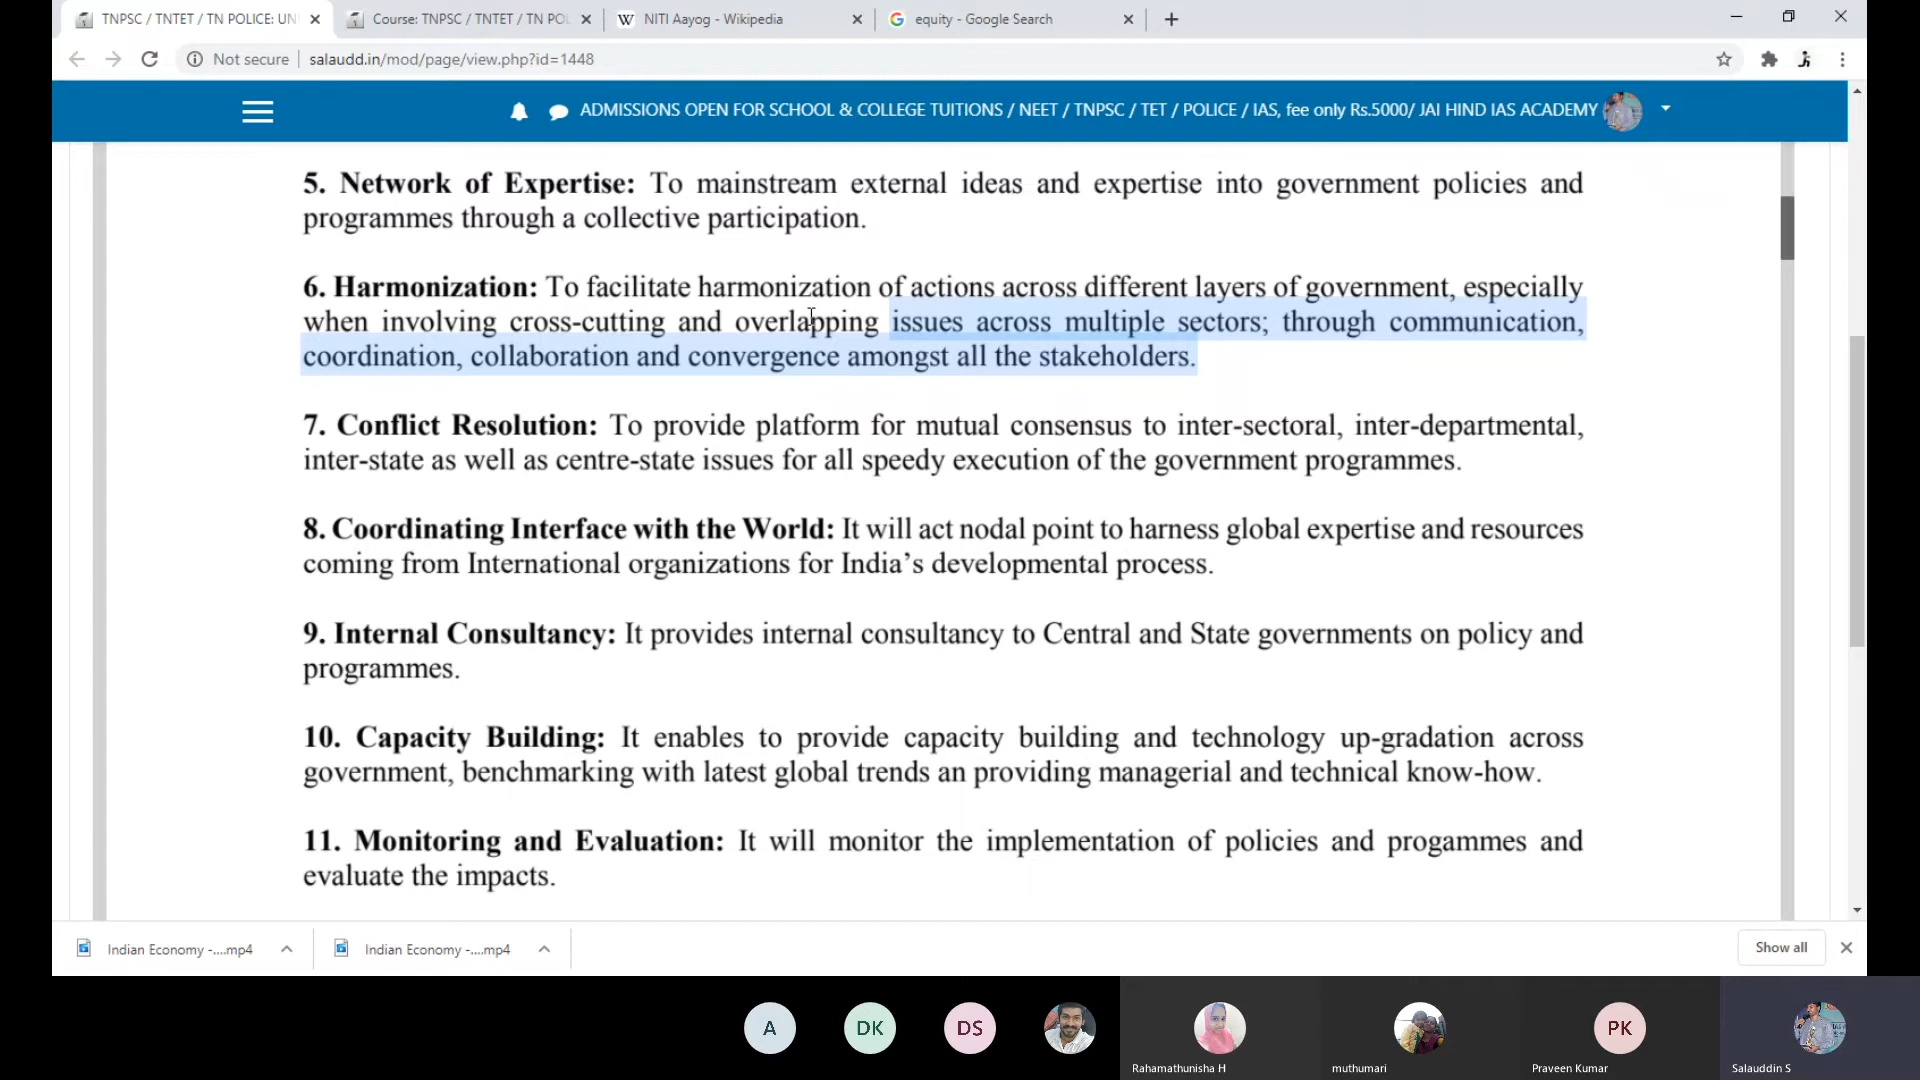 TNPSC / TNTET / TN POLICE: UN
Course: TNPSC / TNTET / TN POL
NITI Aayog - Wikipedia
equity - Google Search
Not secure
salaudd.in/mod/page/view.php?id=1448
ADMISSIONS OPEN FOR SCHOOL & COLLEGE TUITIONS / NEET / TNPSC / TET / POLICE / IAS, fee only Rs.5000/ JAI HIND IAS ACADEMY
5. Network of Expertise: To mainstream external ideas and expertise into government policies and
programmes through a collective participation.
6. Harmonization: To facilitate harmonization of actions across different layers of government, especially
when involving cross-cutting and overlapping issues across multiple sectors; through communication,
coordination, collaboration and convergence amongst all the stakeholders.
7. Conflict Resolution: To provide platform for mutual consensus to inter-sectoral, inter-departmental,
inter-state as well as centre-state issues for all speedy execution of the government programmes.
8. Coordinating Interface with the World: It will act nodal point to harness global expertise and resources
coming from International organizations for India’s developmental process.
9. Internal Consultancy: It provides internal consultancy to Central and State governments on policy and
programmes.
10. Capacity Building: It enables to provide capacity building and technology up-gradation across
government, benchmarking with latest global trends an providing managerial and technical know-how.
11. Monitoring and Evaluation: It will monitor the implementation of policies and progammes and
evaluate the impacts.
Indian Economy -....mp4
Indian Economy -....mp4
Show all
A
DK
DS
PK
Rahamathunisha H
muthumari
Praveen Kumar
Salauddin S